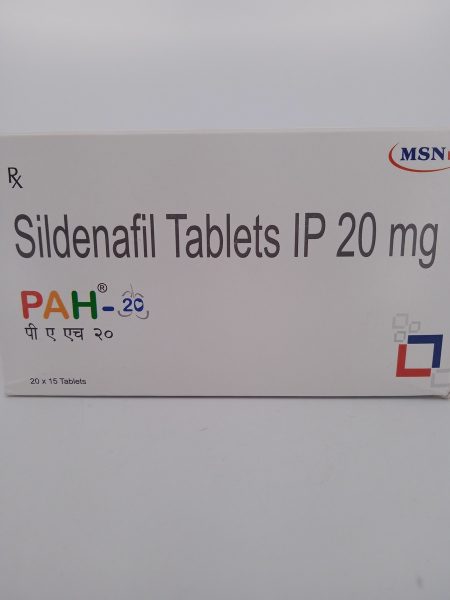 MSN
Rx
Sildenafil Tablets IP 20 mg
PAH®-20
पी ए एच २०
20 x 15 Tablets